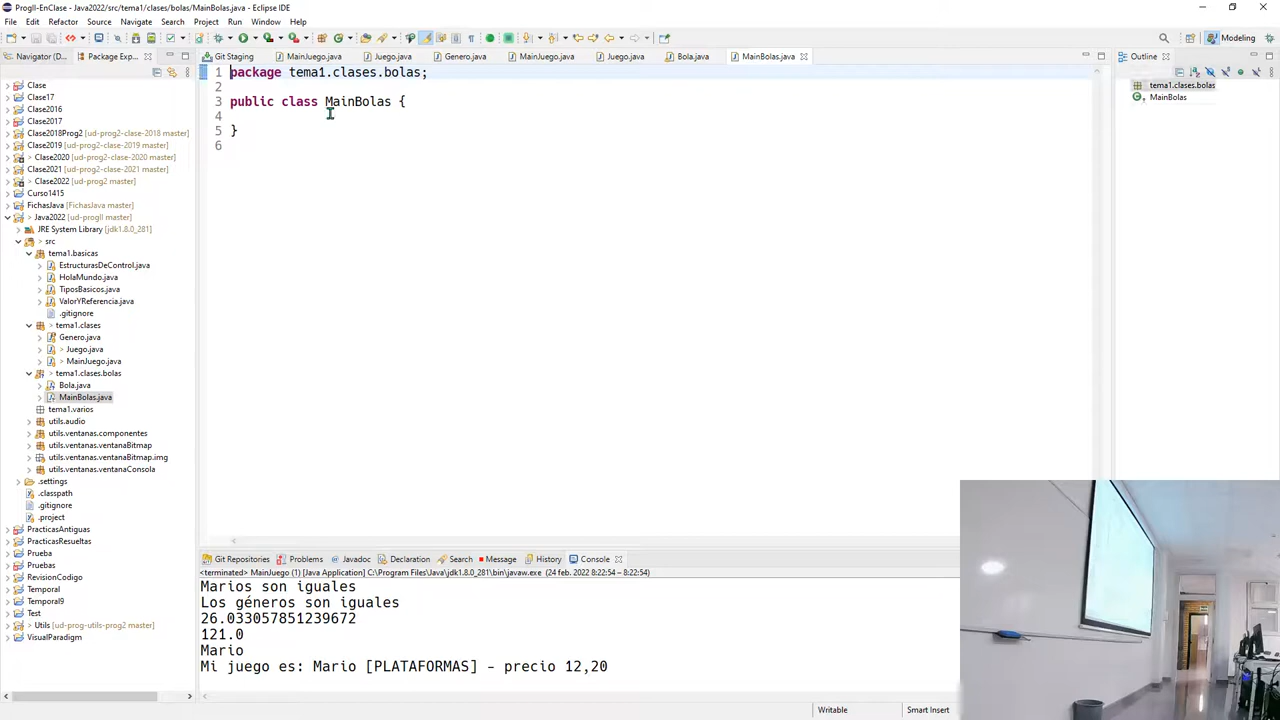 ProgII-EnClase - Java2022/src/tema1/clases/bolas/MainBolas.java - Eclipse IDE
File Edit Refactor Source Navigate Search Project Run Window Help
Modeling
Navigator (D... Package Exp...
Git Staging MainJuego.java Juego.java Genero.java MainJuego.java Juego.java Bola.java MainBolas.java
Outline
Clase
Clase17
Clase2016
Clase2017
Clase2018Prog2 [ud-prog2-clase-2018 master]
Clase2019 [ud-prog2-clase-2019 master]
> Clase2020 [ud-prog2-clase-2020 master]
Clase2021 [ud-prog2-clase-2021 master]
> Clase2022 [ud-prog2 master]
Curso1415
FichasJava [FichasJava master]
> Java2022 [ud-progII master]
JRE System Library [jdk1.8.0_281]
> src
tema1.basicas
EstructurasDeControl.java
HolaMundo.java
TiposBasicos.java
ValorYReferencia.java
.gitignore
> tema1.clases
Genero.java
> Juego.java
> MainJuego.java
> tema1.clases.bolas
Bola.java
MainBolas.java
tema1.varios
utils.audio
utils.ventanas.componentes
utils.ventanas.ventanaBitmap
utils.ventanas.ventanaBitmap.img
utils.ventanas.ventanaConsola
.settings
.classpath
.gitignore
.project
PracticasAntiguas
PracticasResueltas
Prueba
Pruebas
RevisionCodigo
Temporal
Temporal9
Test
> Utils [ud-prog-utils-prog2 master]
VisualParadigm
1 package tema1.clases.bolas;
2
3 public class MainBolas {
4
5 }
6
tema1.clases.bolas
MainBolas
Git Repositories Problems Javadoc Declaration Search Message History Console
<terminated> MainJuego (1) [Java Application] C:\Program Files\Java\jdk1.8.0_281\bin\javaw.exe (24 feb. 2022 8:22:54 – 8:22:54)
Marios son iguales
Los géneros son iguales
26.033057851239672
121.0
Mario
Mi juego es: Mario [PLATAFORMAS] - precio 12,20
Writable Smart Insert